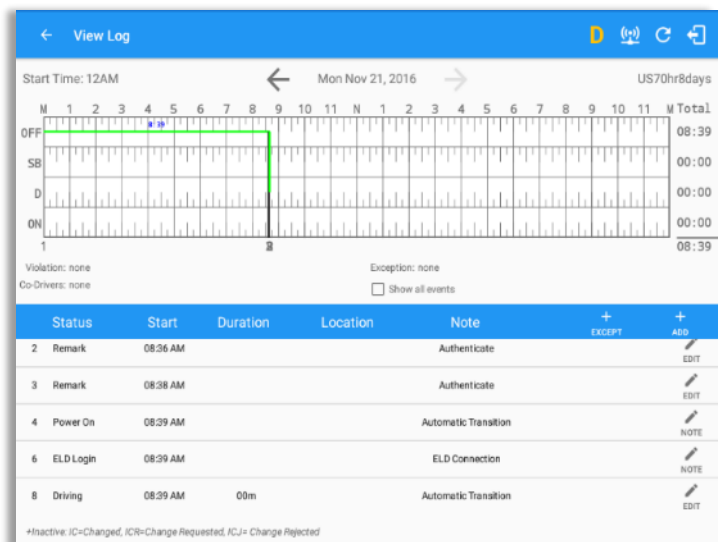 View Log D
Start Time: 12AM Mon Nov 21, 2016 US70hr8days
M 1 2 3 4 5 6 7 8 9 10 11 N 1 2 3 4 5 6 7 8 9 10 11 M Total
OFF 8:39 08:39
SB 00:00
D 00:00
ON 00:00
1 08:39
Violation: none Exception: none
Co-Drivers: none Show all events
Status Start Duration Location Note + EXCEPT + ADD
2 Remark 08:36 AM Authenticate EDIT
3 Remark 08:38 AM Authenticate EDIT
4 Power On 08:39 AM Automatic Transition NOTE
6 ELD Login 08:39 AM ELD Connection NOTE
8 Driving 08:39 AM 00m Automatic Transition EDIT
+Inactive: IC=Changed, ICR=Change Requested, ICJ= Change Rejected